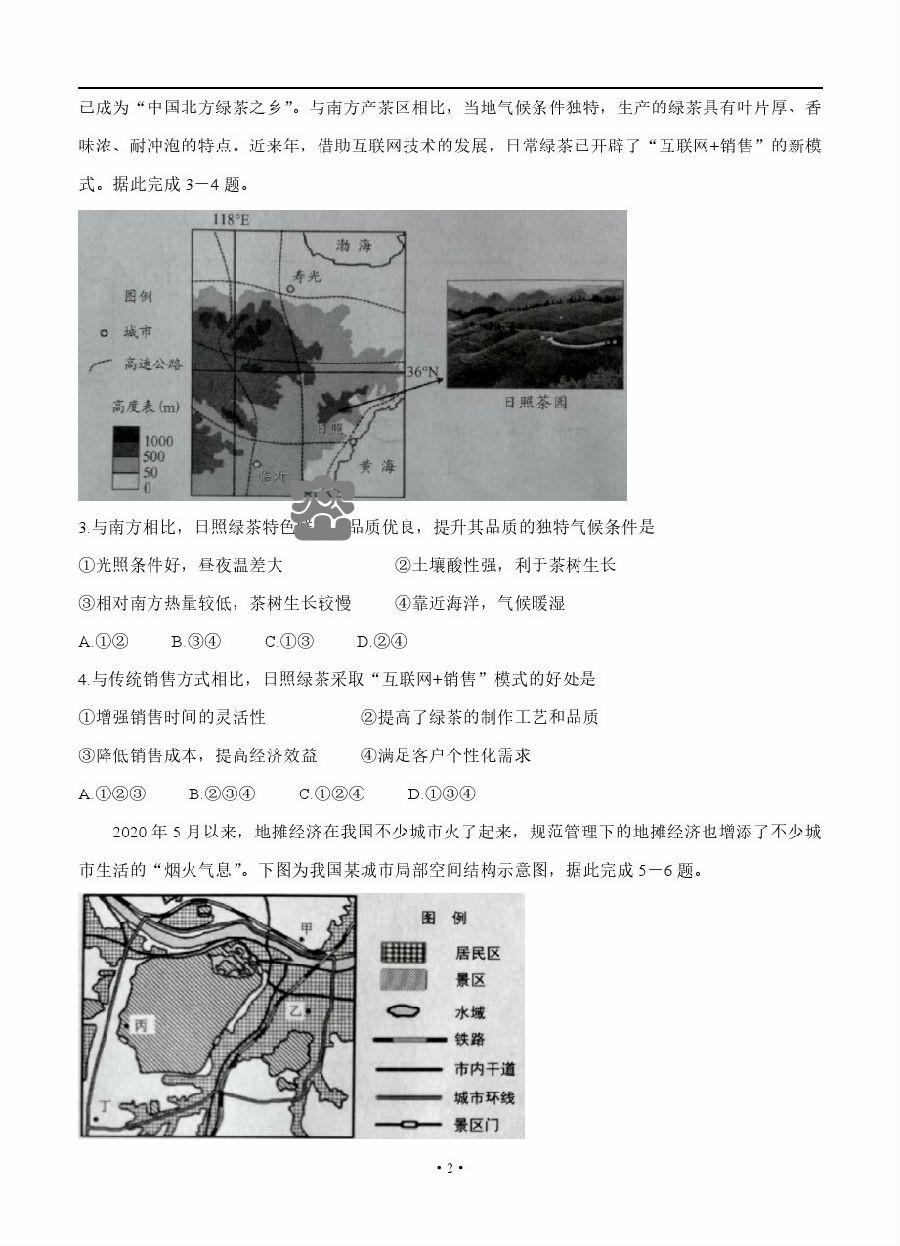 己成为“中国北方绿茶之乡”。与南方产茶区相比，当地气候条件独特，生产的绿茶具有叶片厚、香
味浓、耐冲泡的特点．近来年，借助互联网技术的发展，日常绿茶已开辟了“互联网+销售”的新模
式。据此完成 3－4 题。
118°E
渤 海
寿光
图例
城市
高速公路
36°N
高度表(m)
日照茶园
1000
500
50
0
日照
黄 海
临沂
3.与南方相比，日照绿茶特色 品质优良，提升其品质的独特气候条件是
①光照条件好，昼夜温差大 ②土壤酸性强，利于茶树生长
③相对南方热量较低，茶树生长较慢 ④靠近海洋，气候暖湿
A.①② B.③④ C.①③ D.②④
4.与传统销售方式相比，日照绿茶采取“互联网+销售”模式的好处是
①增强销售时间的灵活性 ②提高了绿茶的制作工艺和品质
③降低销售成本，提高经济效益 ④满足客户个性化需求
A.①②③ B.②③④ C.①②④ D.①③④
2020 年 5 月以来，地摊经济在我国不少城市火了起来，规范管理下的地摊经济也增添了不少城
市生活的“烟火气息”。下图为我国某城市局部空间结构示意图，据此完成 5－6 题。
甲
乙
丙
丁
图 例
居民区
景区
水域
铁路
市内干道
城市环线
景区门
·2·